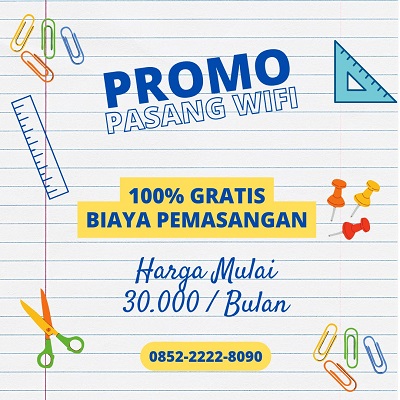 PROMO
PASANG WIFI
100% GRATIS
BIAYA PEMASANGAN
Harga Mulai
30.000 / Bulan
0852-2222-8090